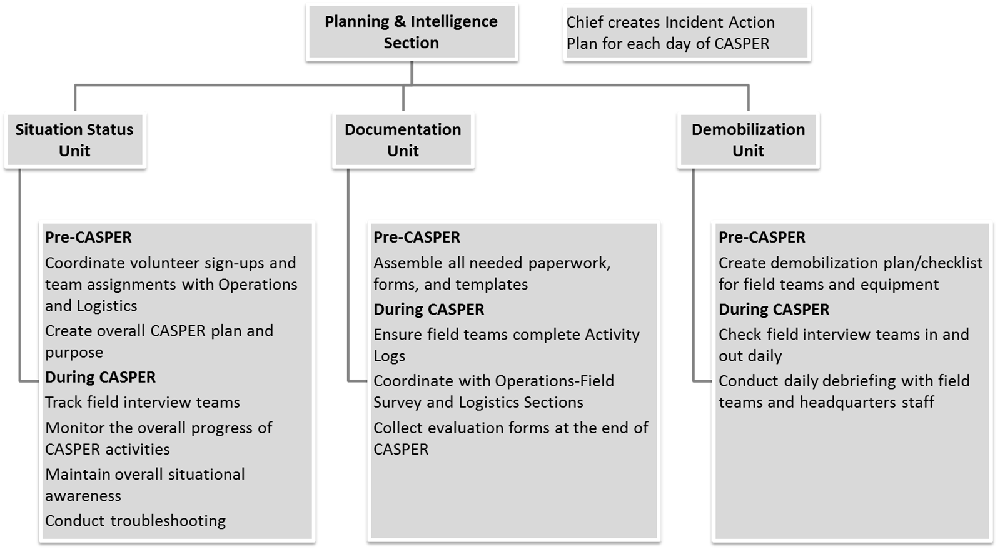 Planning & Intelligence
Section
Chief creates Incident Action
Plan for each day of CASPER
Situation Status
Unit
Documentation
Unit
Demobilization
Unit
Pre-CASPER
Coordinate volunteer sign-ups and
team assignments with Operations
and Logistics
Create overall CASPER plan and
purpose
During CASPER
Track field interview teams
Monitor the overall progress of
CASPER activities
Maintain overall situational
awareness
Conduct troubleshooting
Pre-CASPER
Assemble all needed paperwork,
forms, and templates
During CASPER
Ensure field teams complete Activity
Logs
Coordinate with Operations-Field
Survey and Logistics Sections
Collect evaluation forms at the end of
CASPER
Pre-CASPER
Create demobilization plan/checklist
for field teams and equipment
During CASPER
Check field interview teams in and
out daily
Conduct daily debriefing with field
teams and headquarters staff